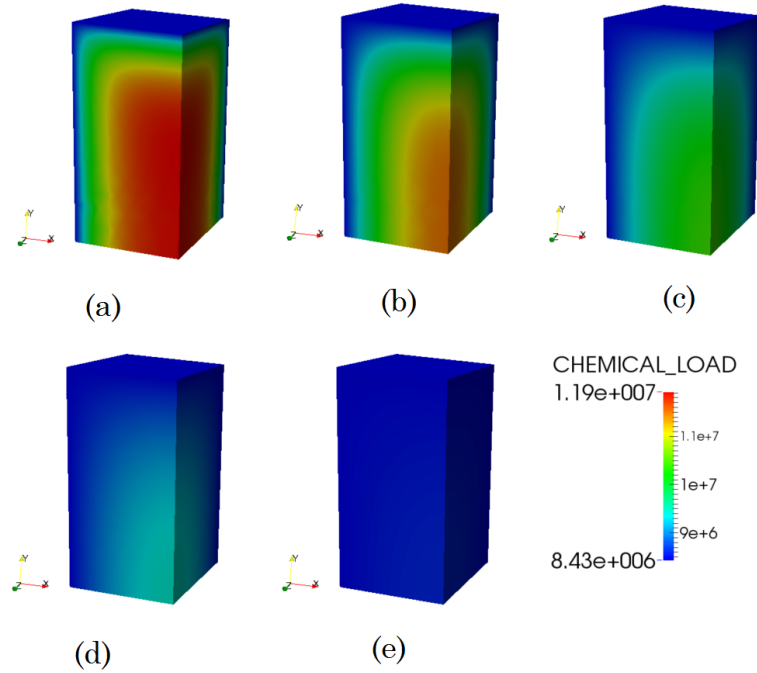 Y
Z
X
(a)
Y
Z
X
(b)
Y
Z
X
(c)
Y
Z
X
(d)
Y
Z
X
(e)
CHEMICAL_LOAD
1.19e+007
1.1e+7
1e+7
9e+6
8.43e+006